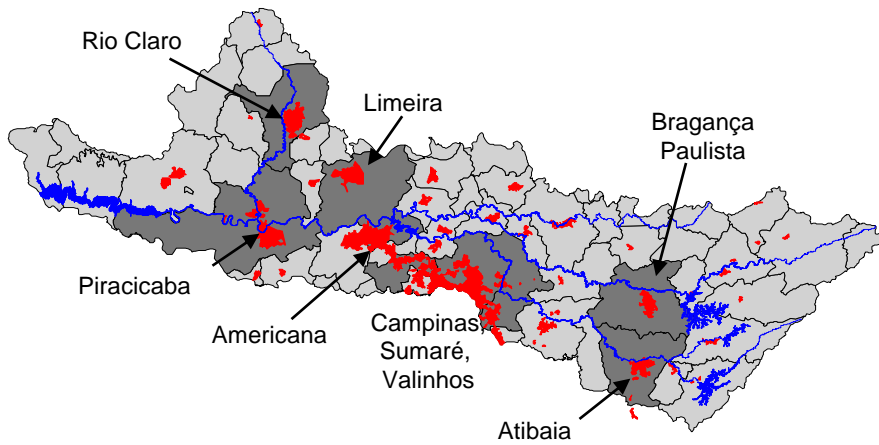 Rio Claro
Limeira
Bragança
Paulista
Piracicaba
Americana
Campinas,
Sumaré,
Valinhos
Atibaia